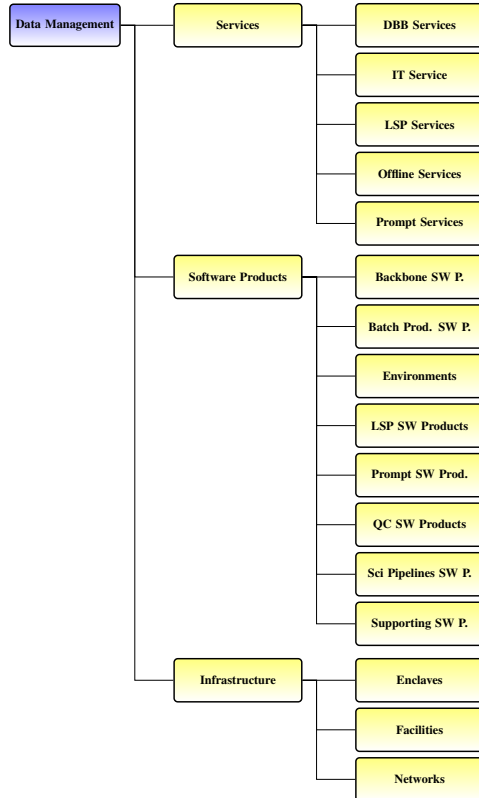 Data Management
Services
DBB Services
IT Service
LSP Services
Offline Services
Prompt Services
Software Products
Backbone SW P.
Batch Prod. SW P.
Environments
LSP SW Products
Prompt SW Prod.
QC SW Products
Sci Pipelines SW P.
Supporting SW P.
Infrastructure
Enclaves
Facilities
Networks